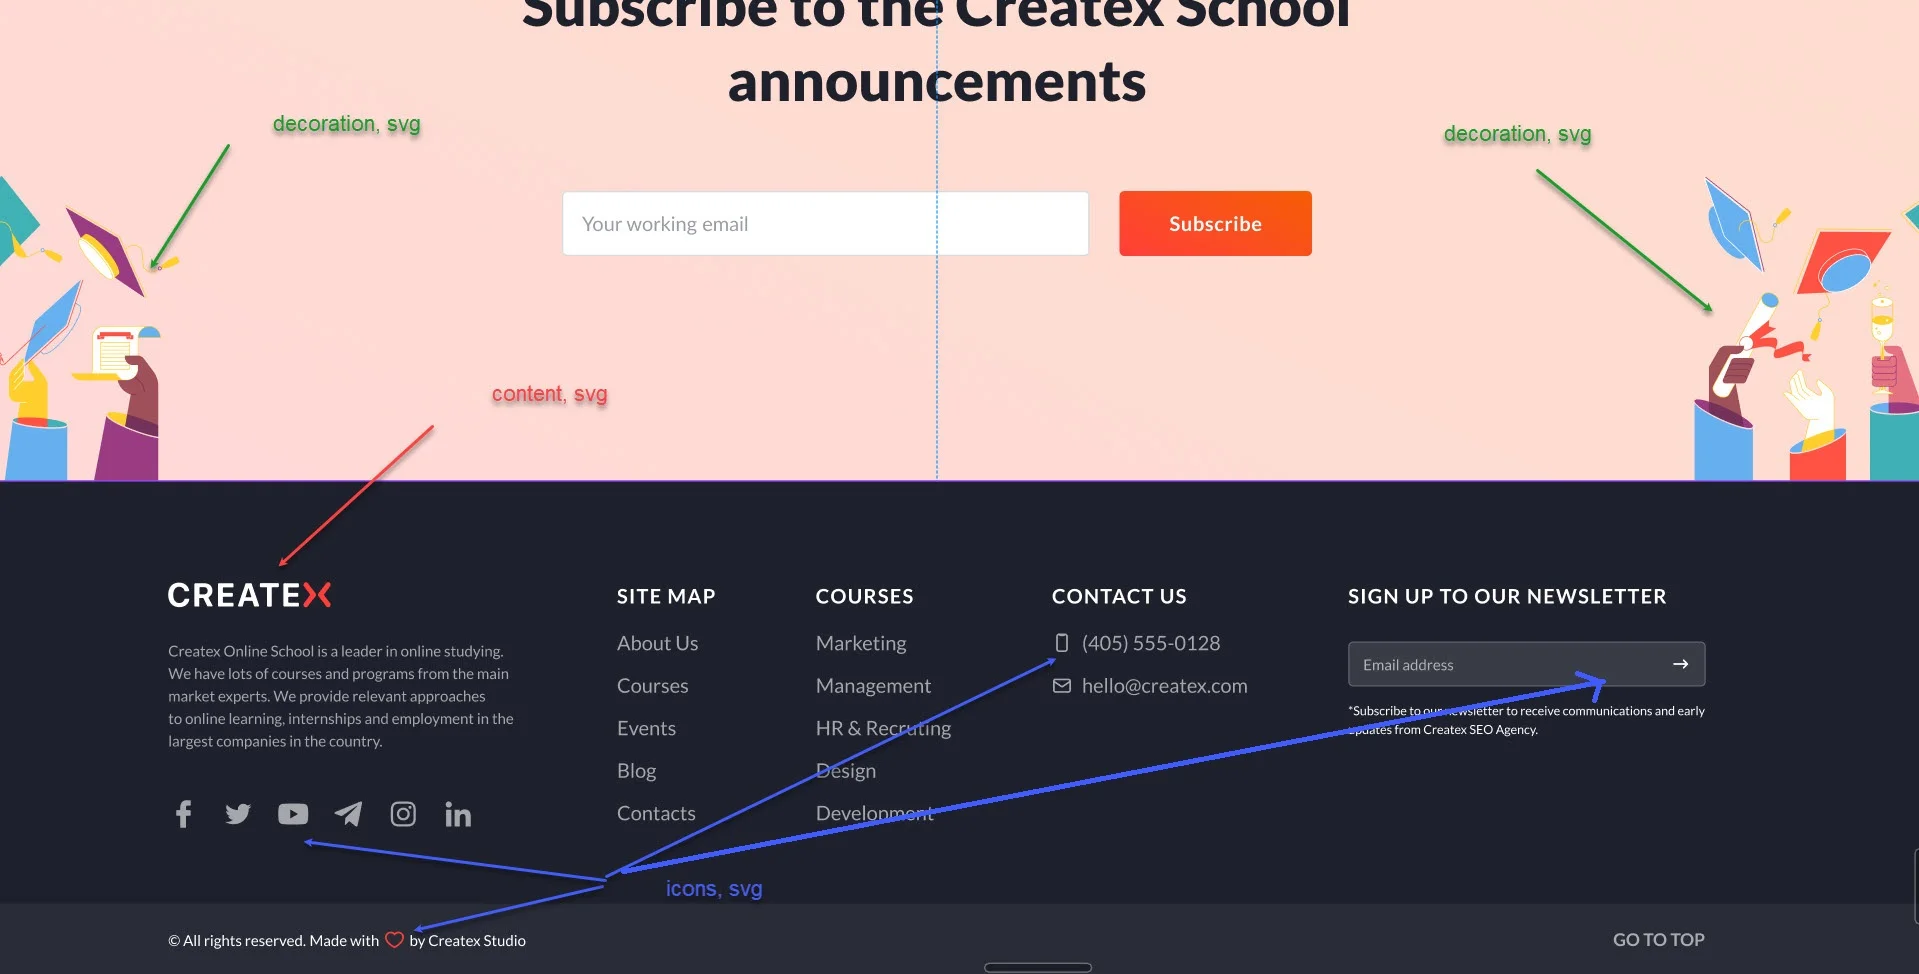 Subscribe to the Createx School
announcements
decoration, svg
decoration, svg
Your working email
Subscribe
content, svg
CREATEX
Createx Online School is a leader in online studying.
We have lots of courses and programs from the main
market experts. We provide relevant approaches
to online learning, internships and employment in the
largest companies in the country.
SITE MAP
About Us
Courses
Events
Blog
Contacts
COURSES
Marketing
Management
HR & Recruting
Design
Development
CONTACT US
(405) 555-0128
hello@createx.com
SIGN UP TO OUR NEWSLETTER
Email address
*Subscribe to our newsletter to receive communications and early
updates from Createx SEO Agency.
icons, svg
© All rights reserved. Made with
by Createx Studio
GO TO TOP